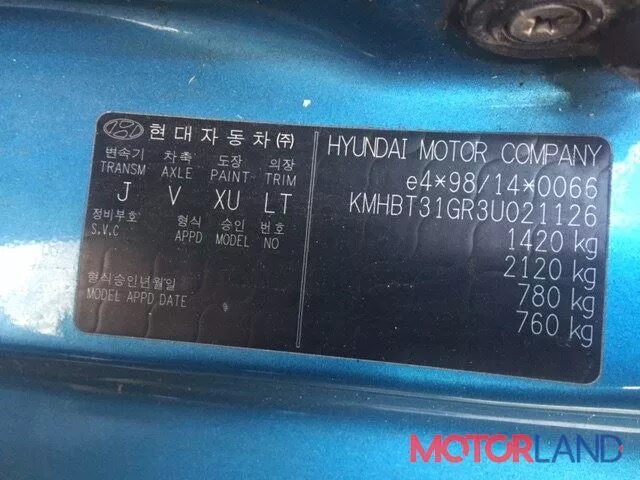 현대자동차(주)
변속기 차축 도장 의장
TRANSM AXLE PAINT TRIM
J V XU LT
정비부호 형식 승인
S.V.C APPD MODEL NO
형식승인년월일
MODEL APPD DATE
HYUNDAI MOTOR COMPANY
e4*98/14*0066
KMHBT31GR3U021126
1420 kg
2120 kg
780 kg
760 kg
MOTORLAND